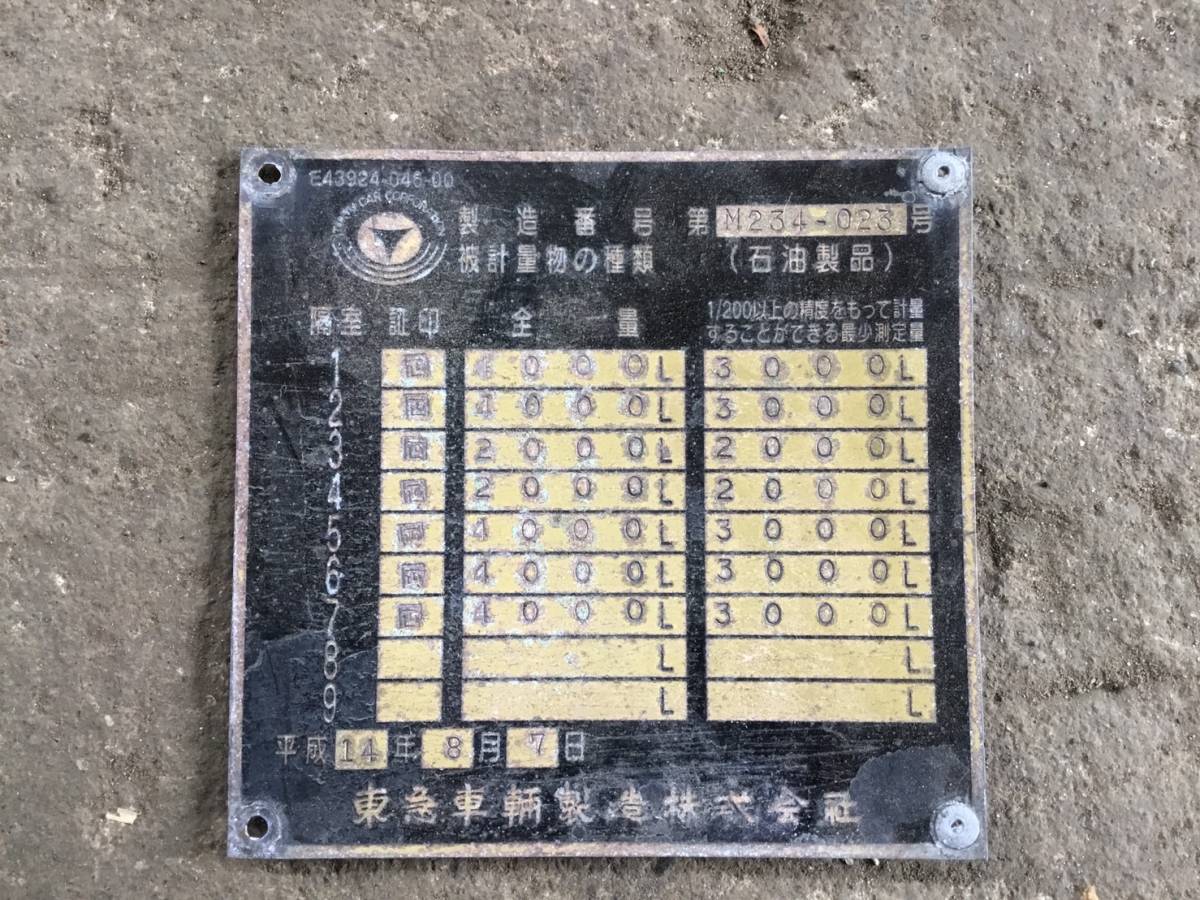 E43924-046-00
CAR CORPORATION
製造番号 第M234-023号
被計量物の種類 (石油製品)
隔室 証印 全量 1/200以上の精度をもって計量
することができる最少測定量
1 4000L 3000L
2 4000L 3000L
3 2000L 2000L
4 2000L 2000L
5 4000L 3000L
6 4000L 3000L
7 4000L 3000L
8 L L
9 L L
平成14年8月7日
東急車輛製造株式会社